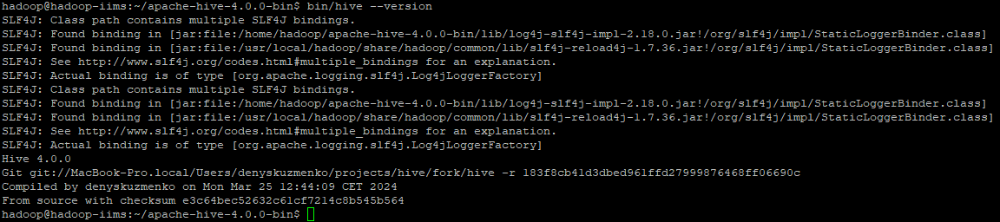 hadoop@hadoop-iims:~/apache-hive-4.0.0-bin$ bin/hive --version
SLF4J: Class path contains multiple SLF4J bindings.
SLF4J: Found binding in [jar:file:/home/hadoop/apache-hive-4.0.0-bin/lib/log4j-slf4j-impl-2.18.0.jar!/org/slf4j/impl/StaticLoggerBinder.class]
SLF4J: Found binding in [jar:file:/usr/local/hadoop/share/hadoop/common/lib/slf4j-reload4j-1.7.36.jar!/org/slf4j/impl/StaticLoggerBinder.class]
SLF4J: See http://www.slf4j.org/codes.html#multiple_bindings for an explanation.
SLF4J: Actual binding is of type [org.apache.logging.slf4j.Log4jLoggerFactory]
SLF4J: Class path contains multiple SLF4J bindings.
SLF4J: Found binding in [jar:file:/home/hadoop/apache-hive-4.0.0-bin/lib/log4j-slf4j-impl-2.18.0.jar!/org/slf4j/impl/StaticLoggerBinder.class]
SLF4J: Found binding in [jar:file:/usr/local/hadoop/share/hadoop/common/lib/slf4j-reload4j-1.7.36.jar!/org/slf4j/impl/StaticLoggerBinder.class]
SLF4J: See http://www.slf4j.org/codes.html#multiple_bindings for an explanation.
SLF4J: Actual binding is of type [org.apache.logging.slf4j.Log4jLoggerFactory]
Hive 4.0.0
Git git://MacBook-Pro.local/Users/denyskuzmenko/projects/hive/fork/hive -r 183f8cb41d3dbed961ffd27999876468ff06690c
Compiled by denyskuzmenko on Mon Mar 25 12:44:09 CET 2024
From source with checksum e3c64bec52632c61cf7214c8b545b564
hadoop@hadoop-iims:~/apache-hive-4.0.0-bin$